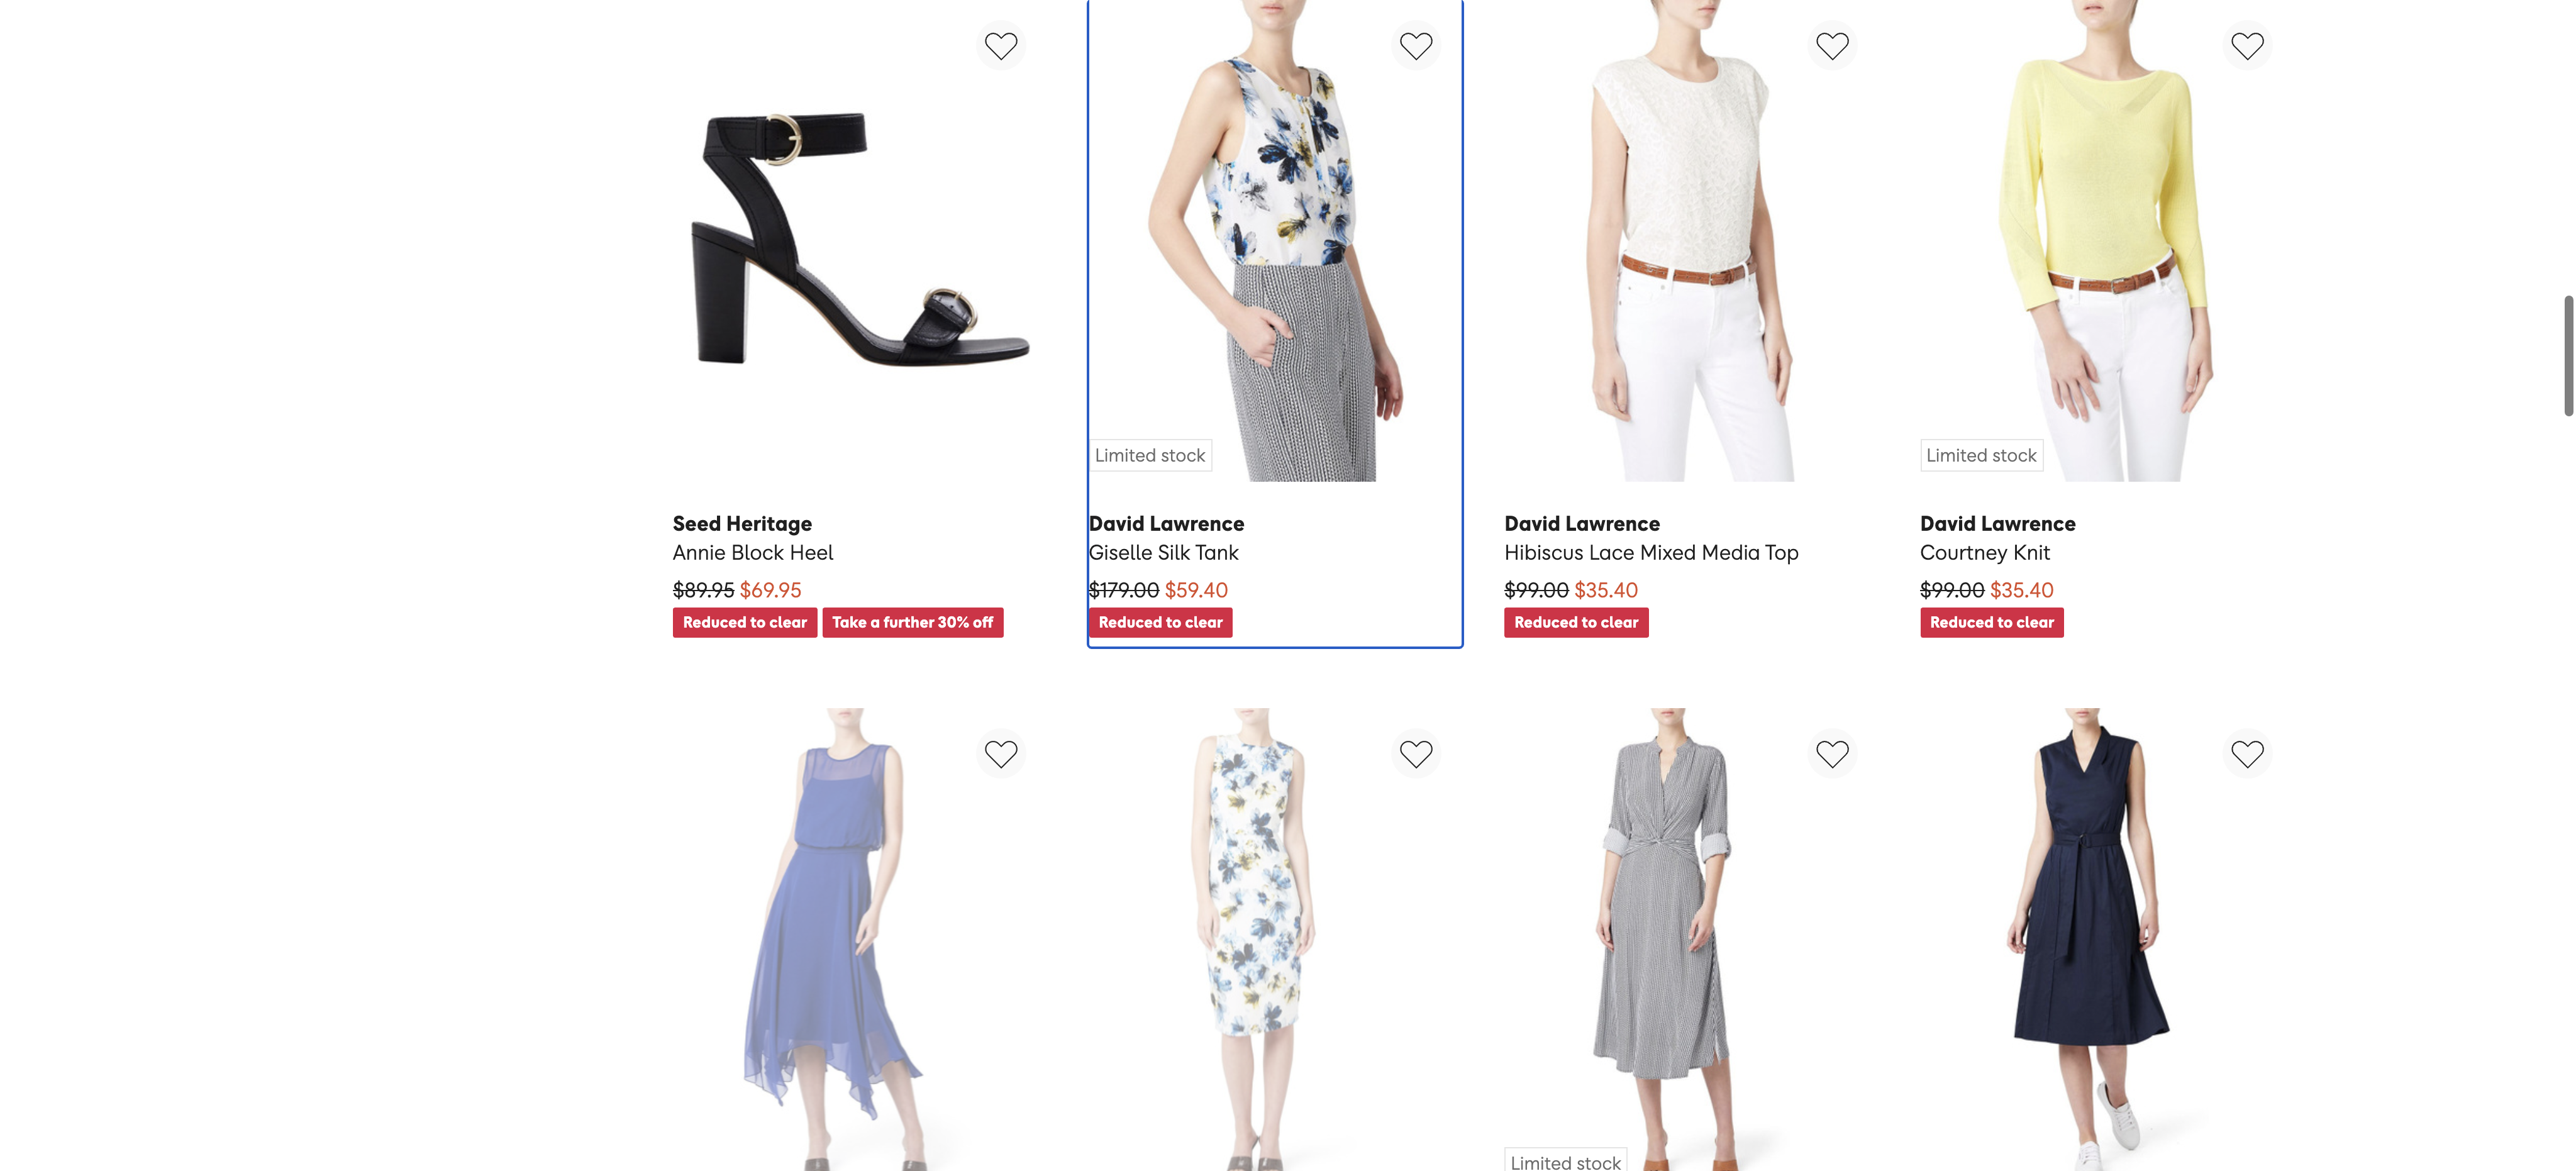 Limited stock
Limited stock
Seed Heritage
Annie Block Heel
$89.95 $69.95
Reduced to clear Take a further 30% off
David Lawrence
Giselle Silk Tank
$179.00 $59.40
Reduced to clear
David Lawrence
Hibiscus Lace Mixed Media Top
$99.00 $35.40
Reduced to clear
David Lawrence
Courtney Knit
$99.00 $35.40
Reduced to clear
Limited stock